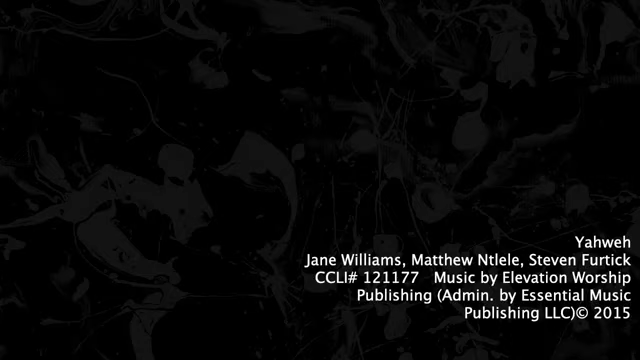 Yahweh
Jane Williams, Matthew Ntlele, Steven Furtick
CCLI# 121177   Music by Elevation Worship
Publishing (Admin. by Essential Music
Publishing LLC)© 2015